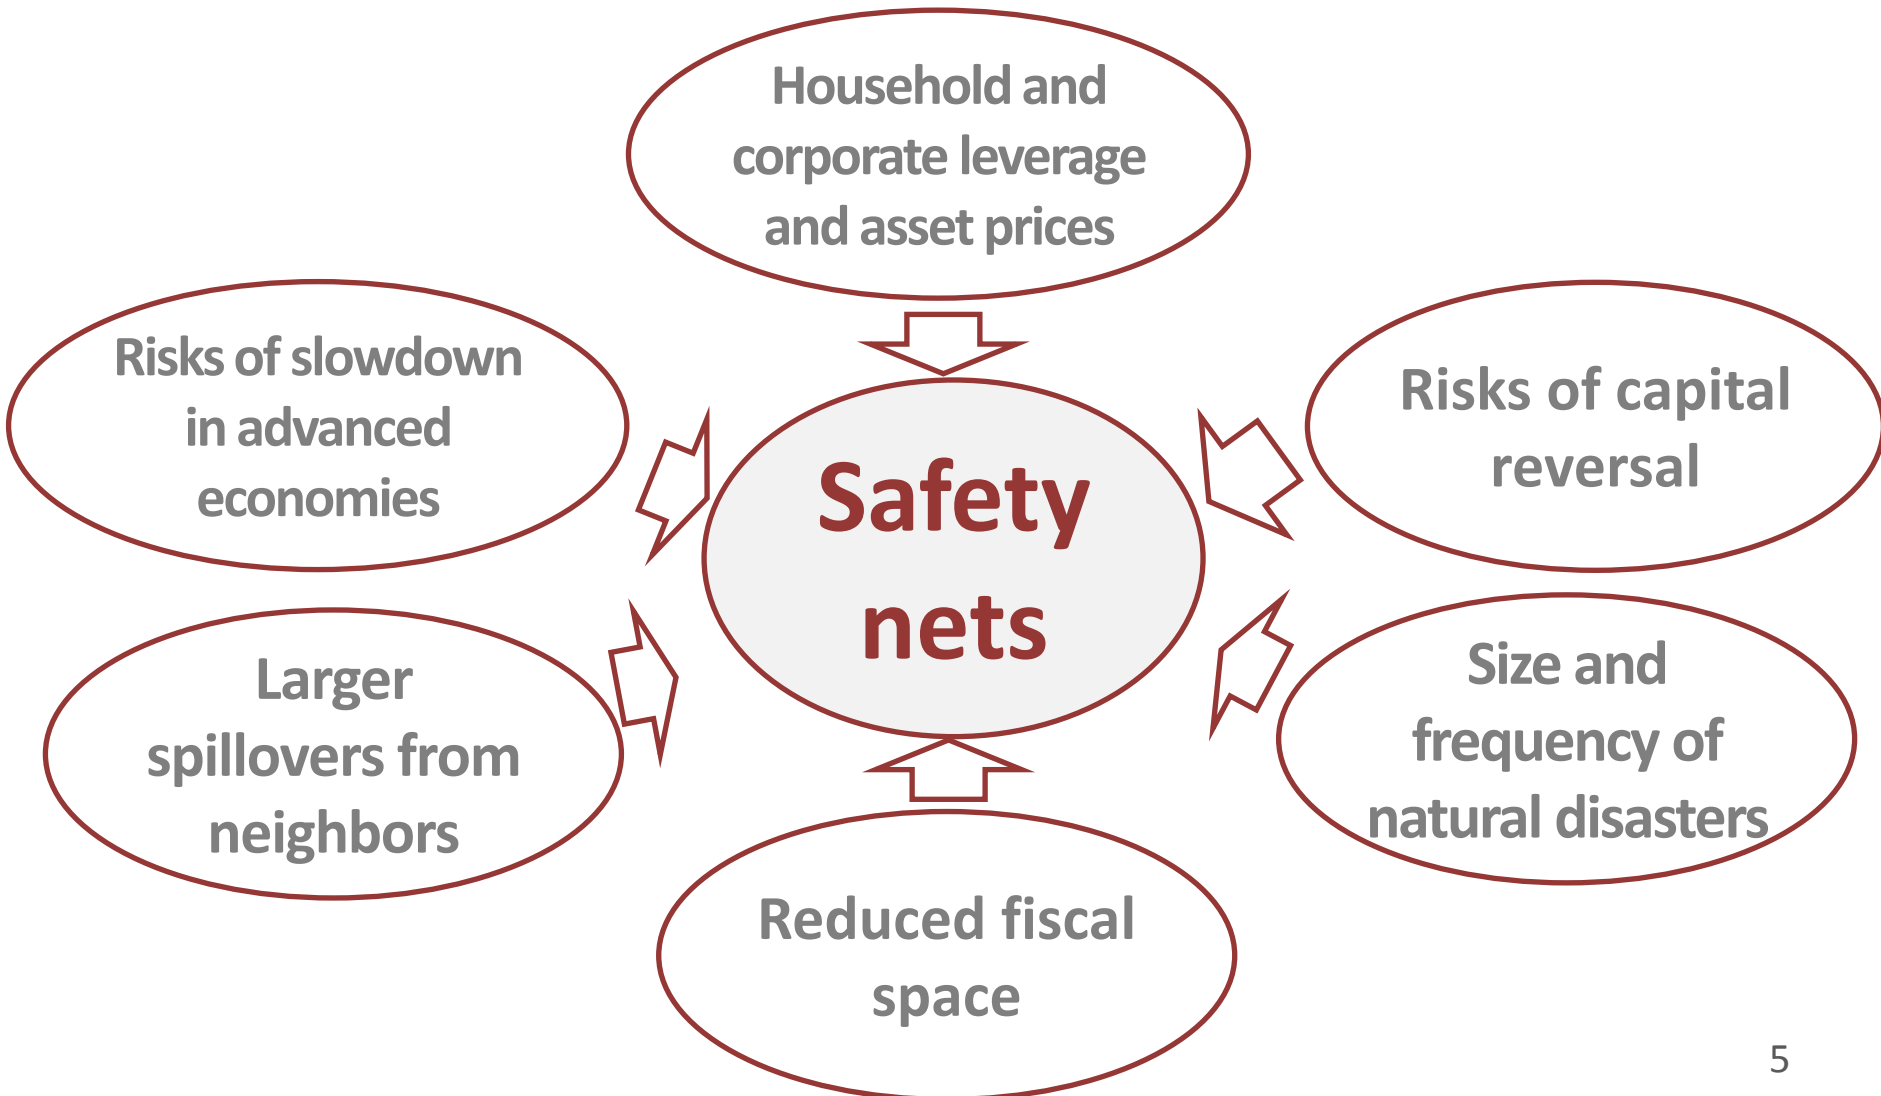 Household and
corporate leverage
and asset prices
Risks of slowdown
in advanced
economies
Risks of capital
reversal
Safety
nets
Larger
spillovers from
neighbors
Size and
frequency of
natural disasters
Reduced fiscal
space
5